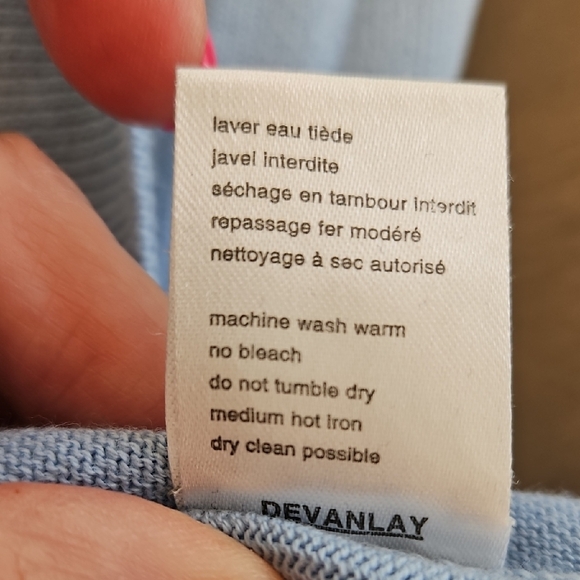 laver eau tiède
javel interdite
séchage en tambour interdit
repassage fer modéré
nettoyage à sec autorisé
machine wash warm
no bleach
do not tumble dry
medium hot iron
dry clean possible
DEVANLAY